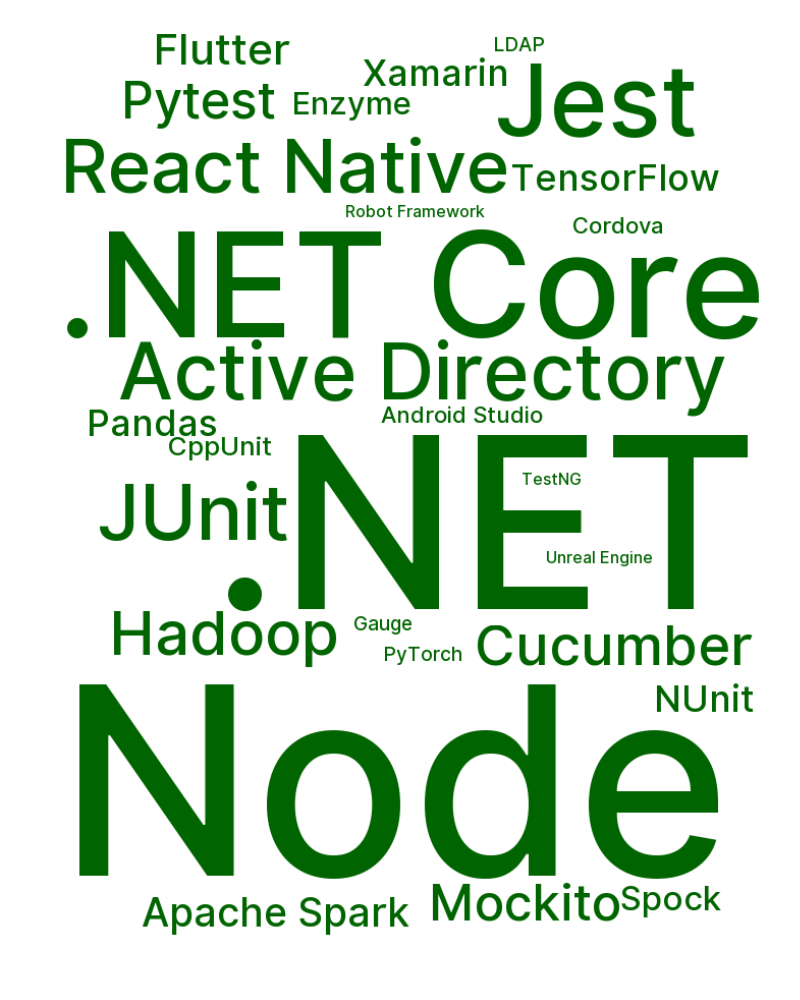 Flutter
LDAP
Xamarin
Jest
Pytest
Enzyme
React Native
TensorFlow
Robot Framework
Cordova
.NET Core
Active Directory
Pandas
Android Studio
CppUnit
.NET
TestNG
JUnit
Unreal Engine
Hadoop
Gauge
Cucumber
PyTorch
NUnit
Node
Apache Spark
Mockito
Spock